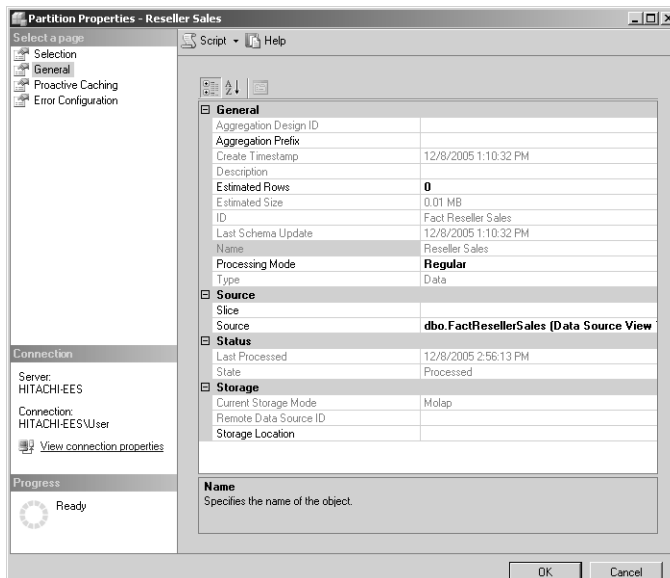 Partition Properties - Reseller Sales
Select a page
Selection
General
Proactive Caching
Error Configuration
Script
Help
General
Aggregation Design ID
Aggregation Prefix
Create Timestamp 12/8/2005 1:10:32 PM
Description
Estimated Rows 0
Estimated Size 0.01 MB
ID Fact Reseller Sales
Last Schema Update 12/8/2005 1:10:32 PM
Name Reseller Sales
Processing Mode Regular
Type Data
Source
Slice
Source dbo.FactResellerSales (Data Source View
Status
Last Processed 12/8/2005 2:56:13 PM
State Processed
Storage
Current Storage Mode Molap
Remote Data Source ID
Storage Location
Connection
Server:
HITACHI-EES
Connection:
HITACHI-EES\User
View connection properties
Progress
Ready
Name
Specifies the name of the object.
OK Cancel